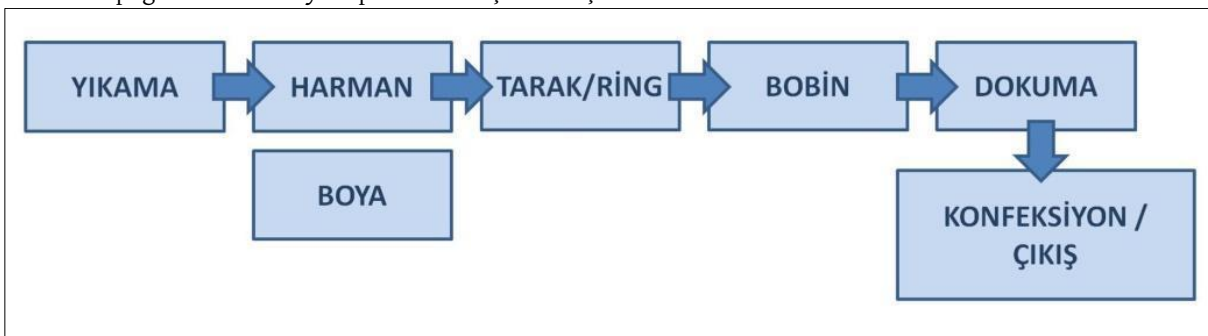 YIKAMA
HARMAN
TARAK/RİNG
BOBİN
DOKUMA
BOYA
KONFEKSİYON /
ÇIKIŞ